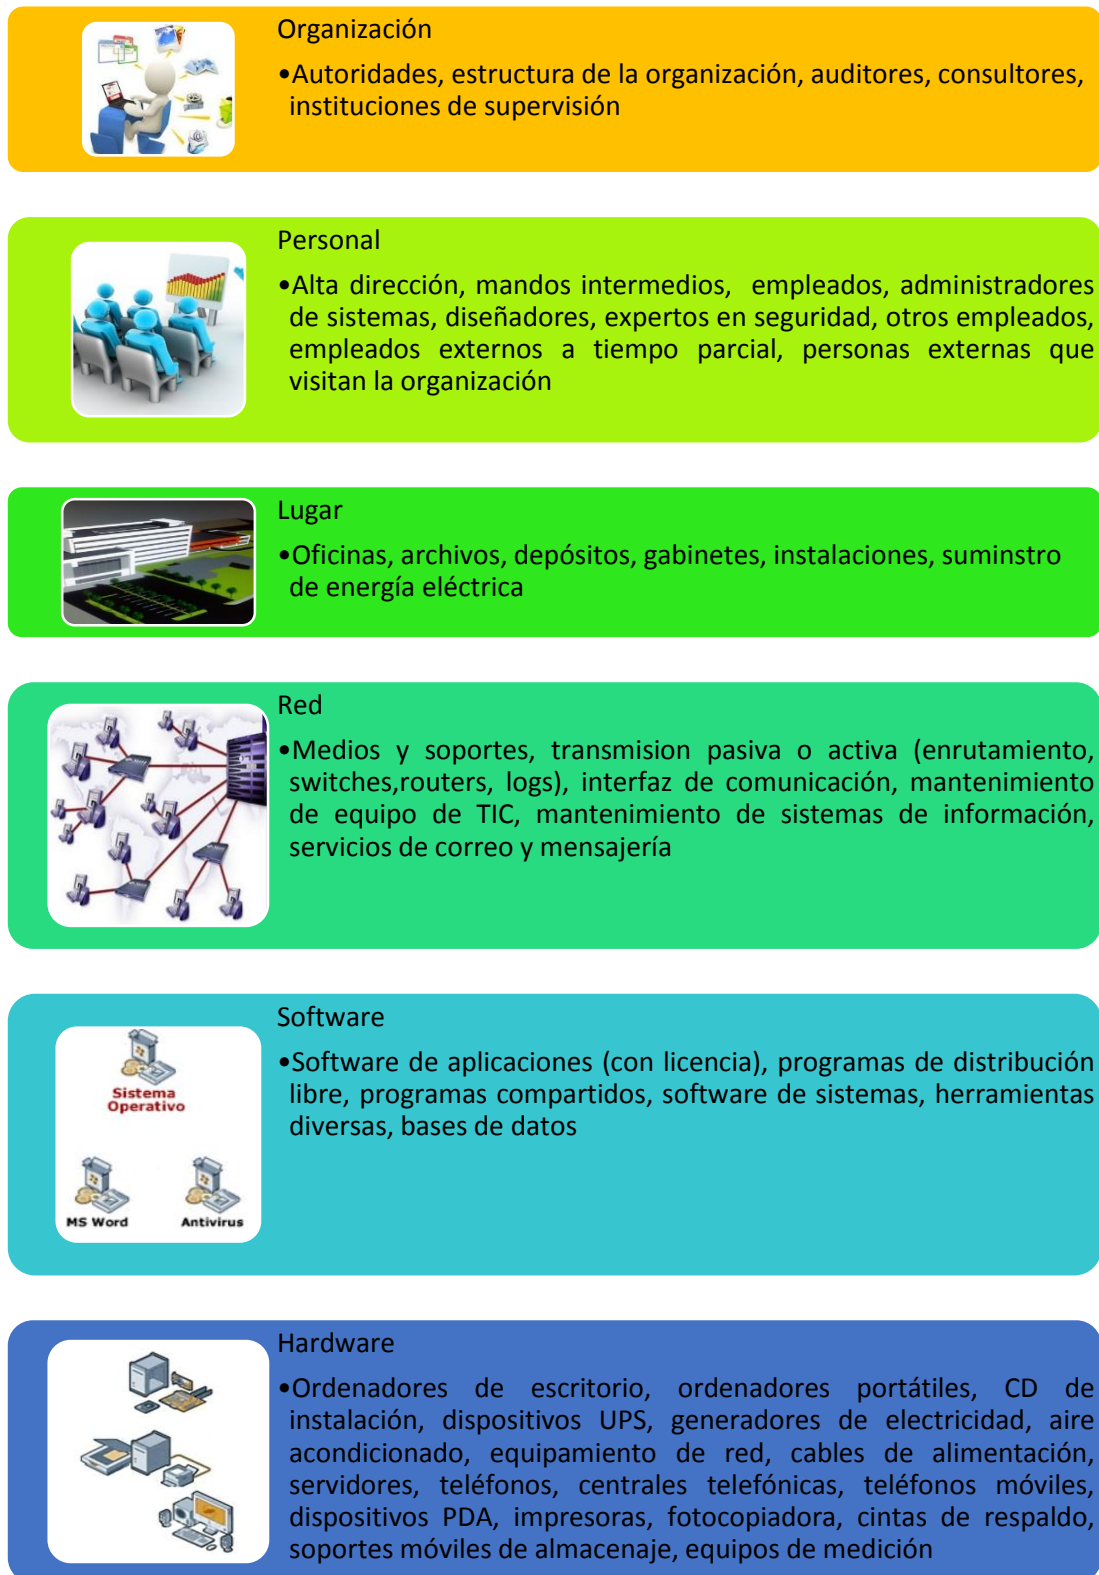 Organización
•Autoridades, estructura de la organización, auditores, consultores,
instituciones de supervisión
Personal
•Alta dirección, mandos intermedios, empleados, administradores
de sistemas, diseñadores, expertos en seguridad, otros empleados,
empleados externos a tiempo parcial, personas externas que
visitan la organización
Lugar
•Oficinas, archivos, depósitos, gabinetes, instalaciones, suminstro
de energía eléctrica
Red
•Medios y soportes, transmision pasiva o activa (enrutamiento,
switches,routers, logs), interfaz de comunicación, mantenimiento
de equipo de TIC, mantenimiento de sistemas de información,
servicios de correo y mensajería
Software
•Software de aplicaciones (con licencia), programas de distribución
libre, programas compartidos, software de sistemas, herramientas
diversas, bases de datos
Sistema
Operativo
MS Word
Antivirus
Hardware
•Ordenadores de escritorio, ordenadores portátiles, CD de
instalación, dispositivos UPS, generadores de electricidad, aire
acondicionado, equipamiento de red, cables de alimentación,
servidores, teléfonos, centrales telefónicas, teléfonos móviles,
dispositivos PDA, impresoras, fotocopiadora, cintas de respaldo,
soportes móviles de almacenaje, equipos de medición